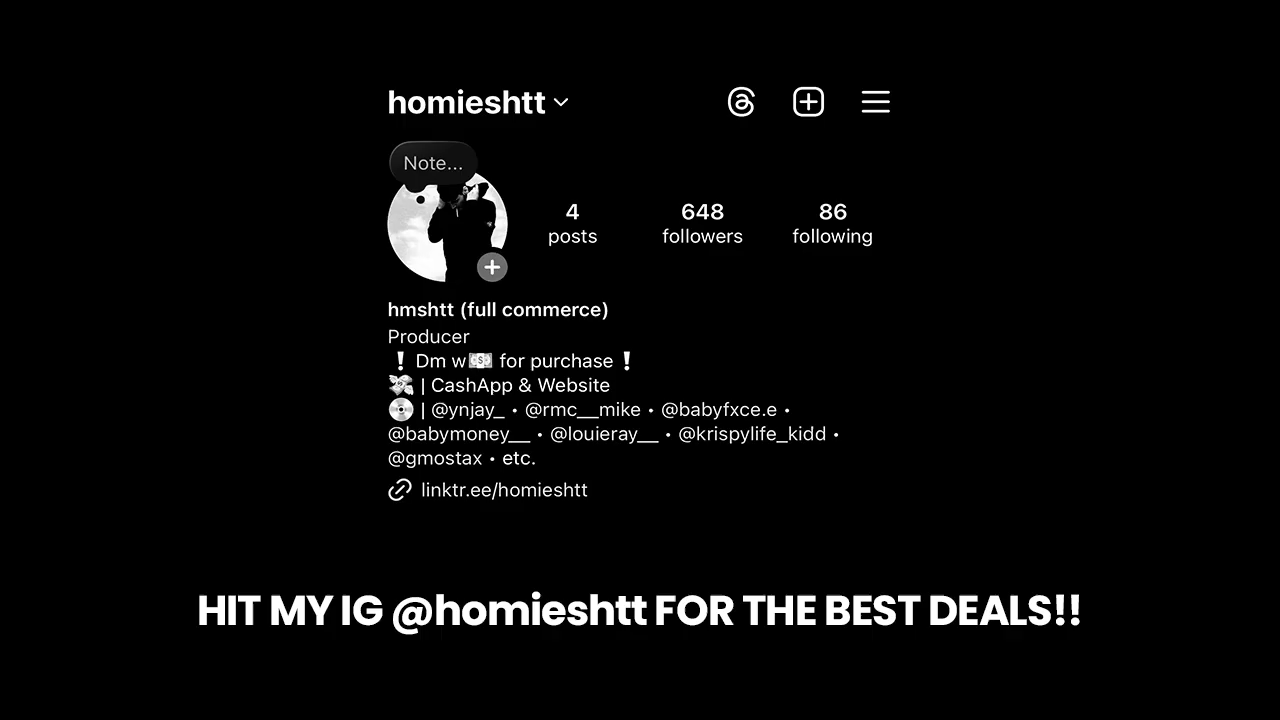 homieshtt
Note...
4 648 86
posts followers following
hmshtt (full commerce)
Producer
❕ Dm w💵 for purchase ❕
💸 | CashApp & Website
💿 | @ynjay_ • @rmc__mike • @babyfxce.e •
@babymoney__ • @louieray__ • @krispylife_kidd •
@gmostax • etc.
linktr.ee/homieshtt
HIT MY IG @homieshtt FOR THE BEST DEALS!!